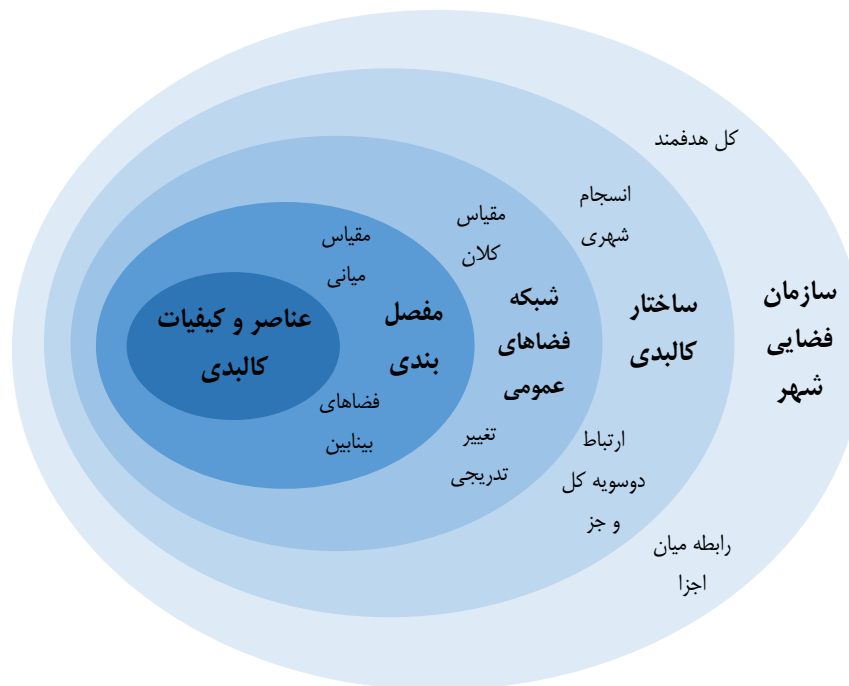 کل هدفمند
انسجام
شهری
مقیاس
کلان
مقیاس
میانی
سازمان
فضایی
شهر
ساختار
کالبدی
شبکه
فضاهای
عمومی
مفصل
بندی
عناصر و کیفیات
کالبدی
فضاهای
بینابین
تغییر
تدریجی
ارتباط
دوسویه کل
و جز
رابطه میان
اجزا